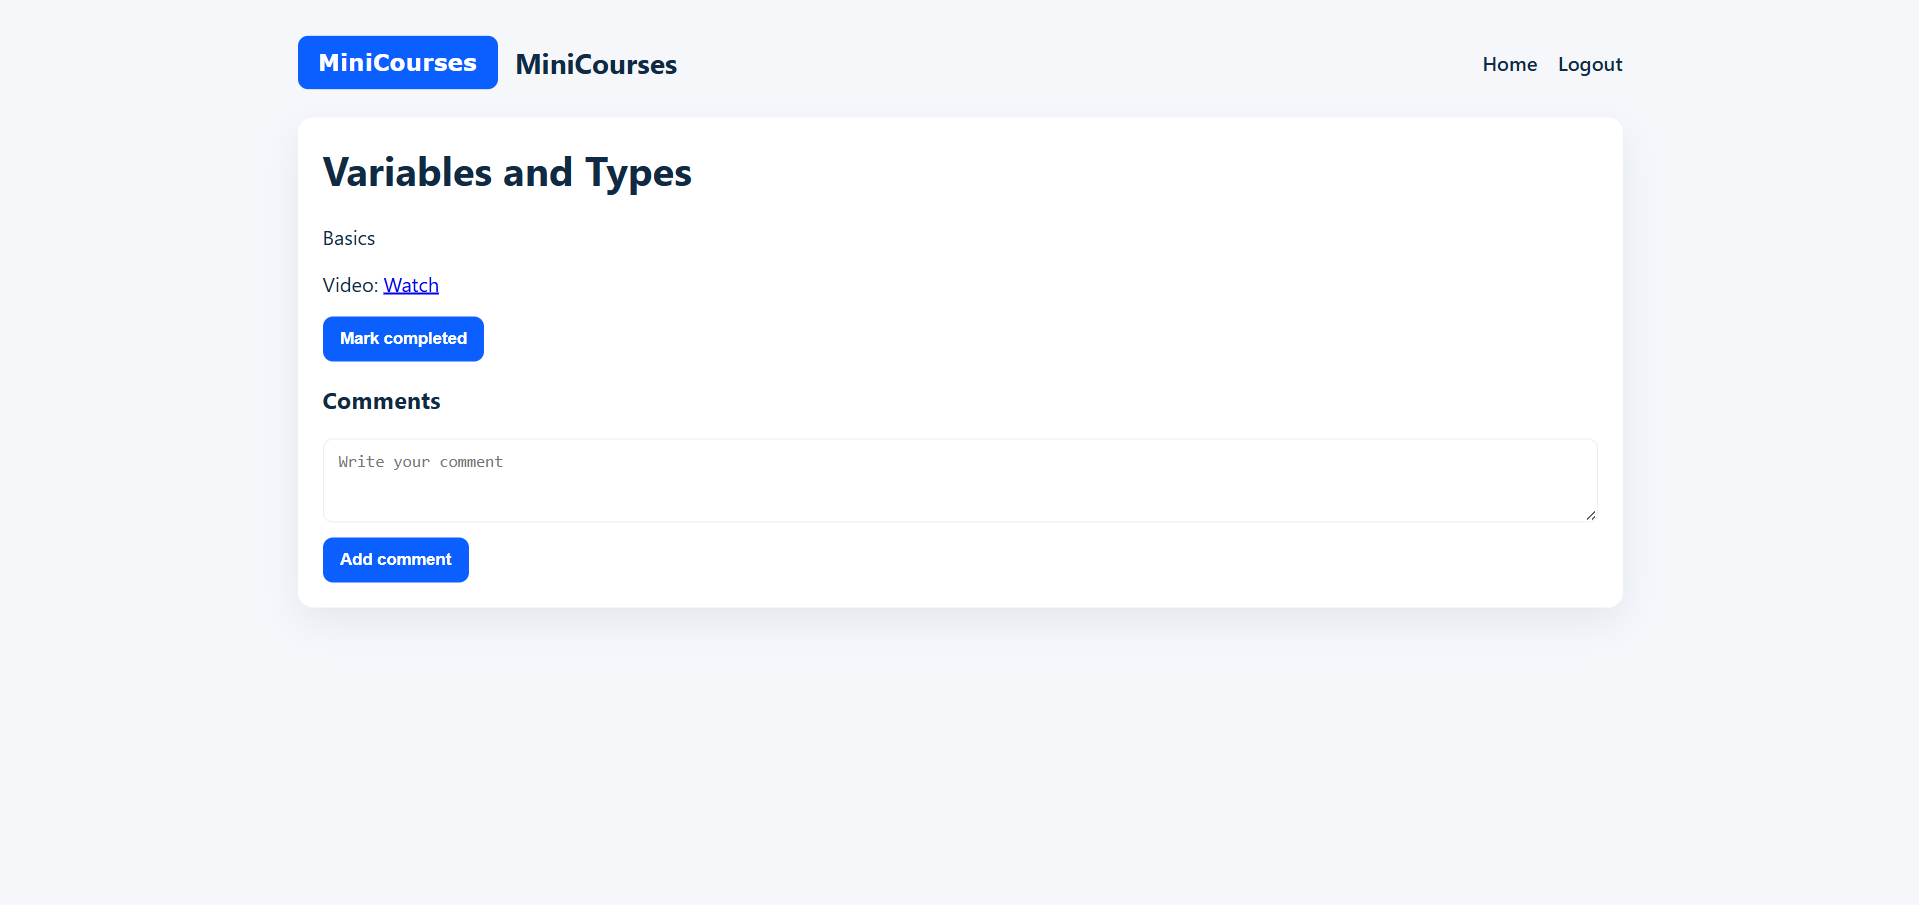 MiniCourses MiniCourses Home Logout
Variables and Types
Basics
Video: Watch
Mark completed
Comments
Write your comment
Add comment